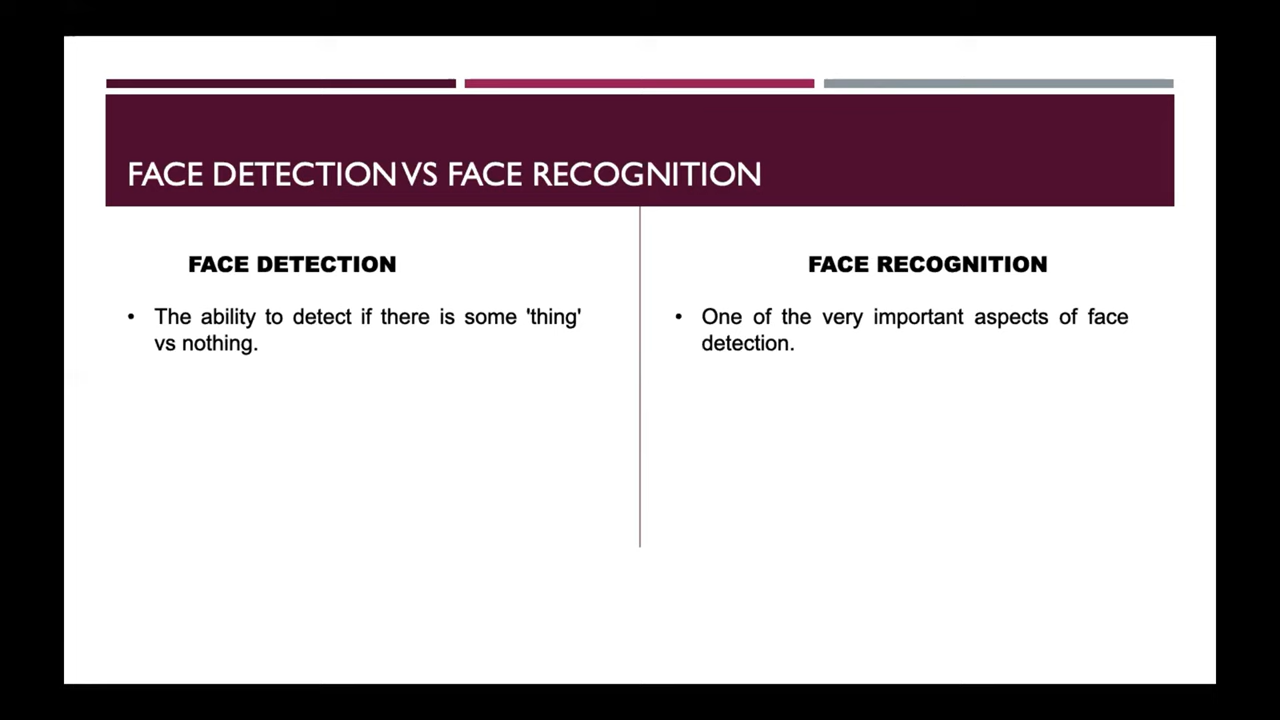 FACE DETECTION VS FACE RECOGNITION
FACE DETECTION
• The ability to detect if there is some 'thing'
vs nothing.
FACE RECOGNITION
• One of the very important aspects of face
detection.